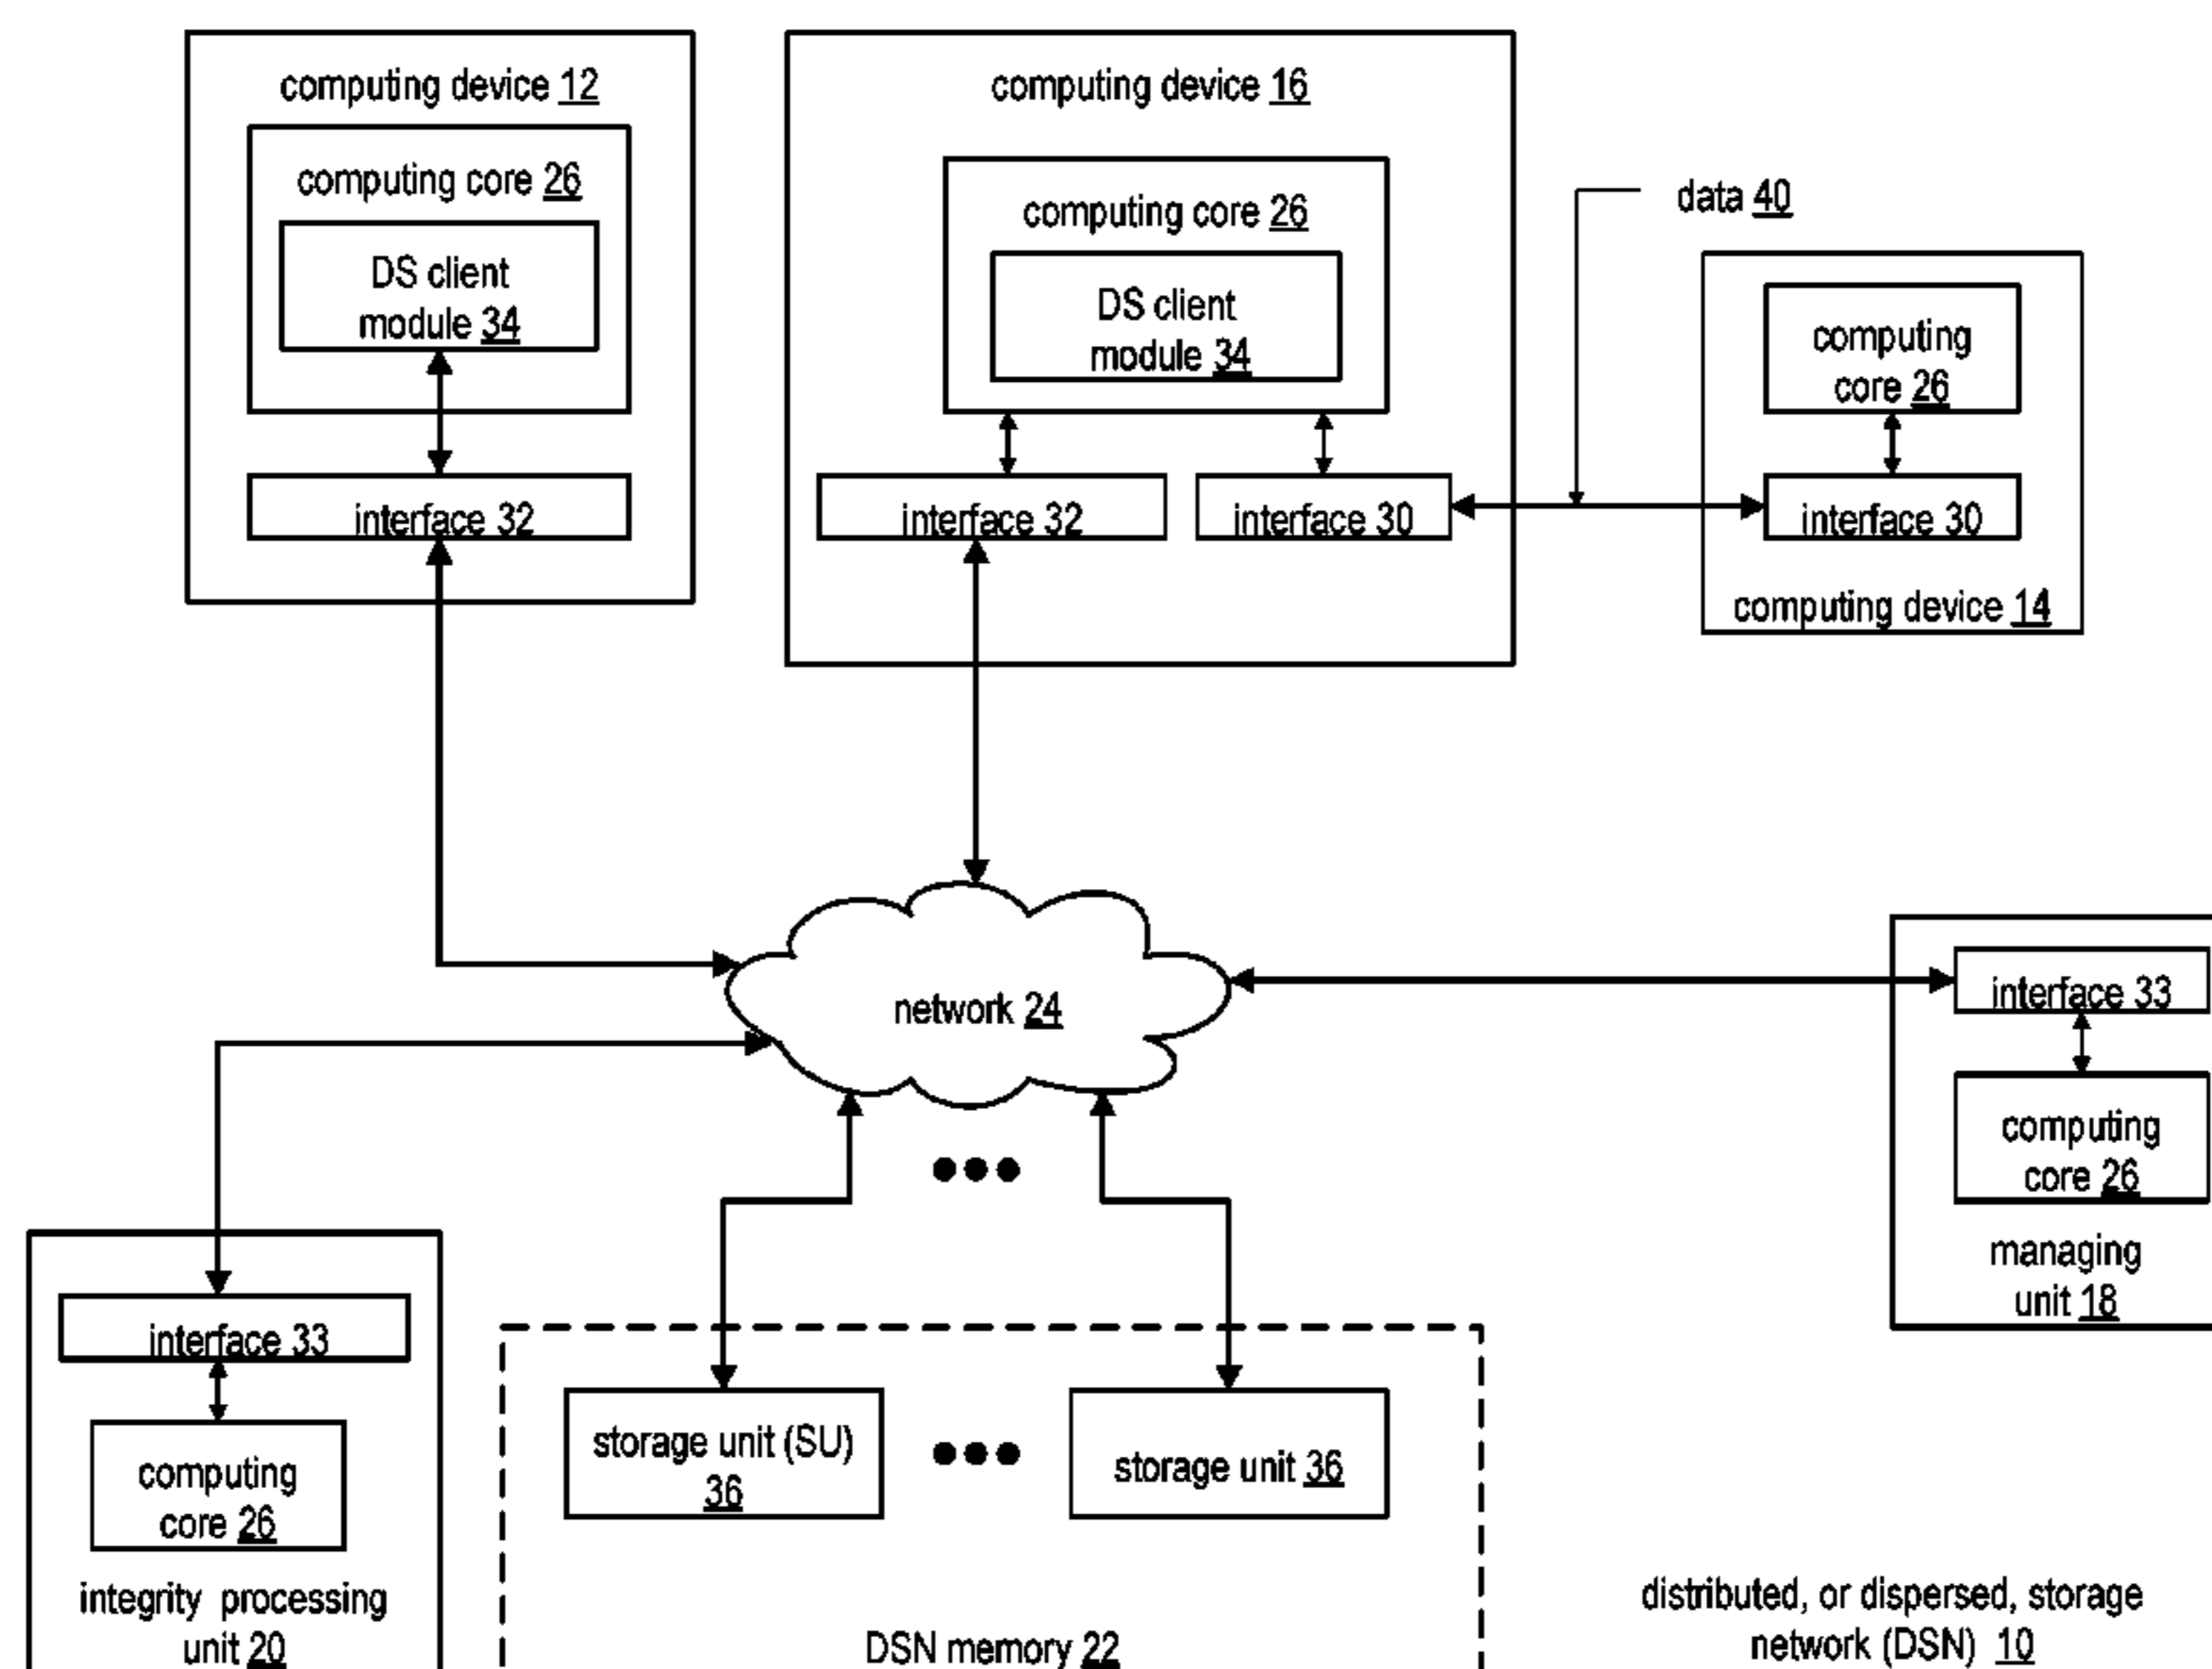 computing device 12
computing core 26
DS client
module 34
interface 32
computing device 16
computing core 26
DS client
module 34
interface 32
interface 30
data 40
computing
core 26
interface 30
computing device 14
network 24
interface 33
computing
core 26
managing
unit 18
interface 33
computing
core 26
integrity processing
unit 20
storage unit (SU)
36
storage unit 36
DSN memory 22
distributed, or dispersed, storage
network (DSN) 10